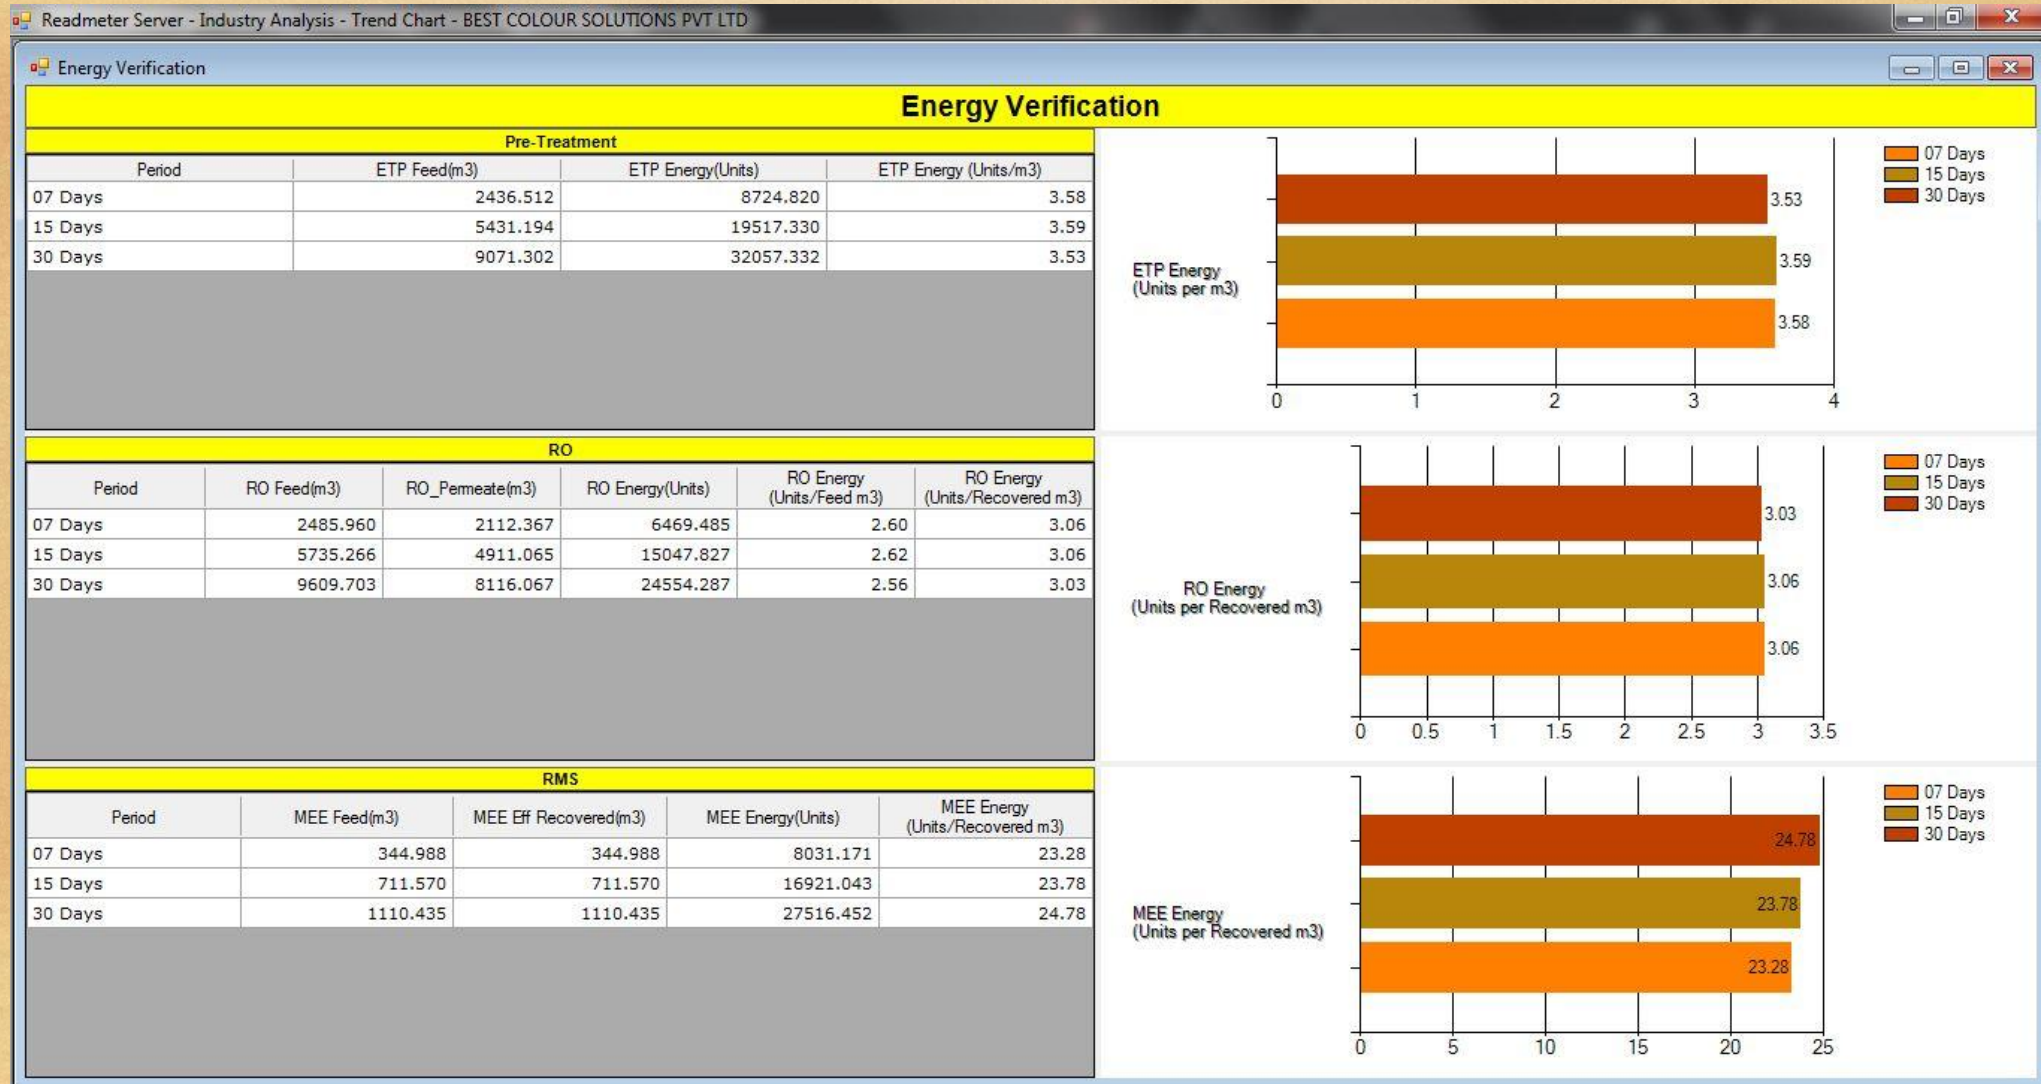 Readmeter Server - Industry Analysis - Trend Chart - BEST COLOUR SOLUTIONS PVT LTD
Energy Verification
Energy Verification
Pre-Treatment
Period ETP Feed(m3) ETP Energy(Units) ETP Energy (Units/m3)
07 Days 2436.512 8724.820 3.58
15 Days 5431.194 19517.330 3.59
30 Days 9071.302 32057.332 3.53
07 Days
15 Days
30 Days
3.53
3.59
3.58
ETP Energy
(Units per m3)
0 1 2 3 4
RO
Period RO Feed(m3) RO_Permeate(m3) RO Energy(Units) RO Energy (Units/Feed m3) RO Energy (Units/Recovered m3)
07 Days 2485.960 2112.367 6469.485 2.60 3.06
15 Days 5735.266 4911.065 15047.827 2.62 3.06
30 Days 9609.703 8116.067 24554.287 2.56 3.03
07 Days
15 Days
30 Days
3.03
3.06
3.06
RO Energy
(Units per Recovered m3)
0 0.5 1 1.5 2 2.5 3 3.5
RMS
Period MEE Feed(m3) MEE Eff Recovered(m3) MEE Energy(Units) MEE Energy (Units/Recovered m3)
07 Days 344.988 344.988 8031.171 23.28
15 Days 711.570 711.570 16921.043 23.78
30 Days 1110.435 1110.435 27516.452 24.78
07 Days
15 Days
30 Days
24.78
23.78
23.28
MEE Energy
(Units per Recovered m3)
0 5 10 15 20 25